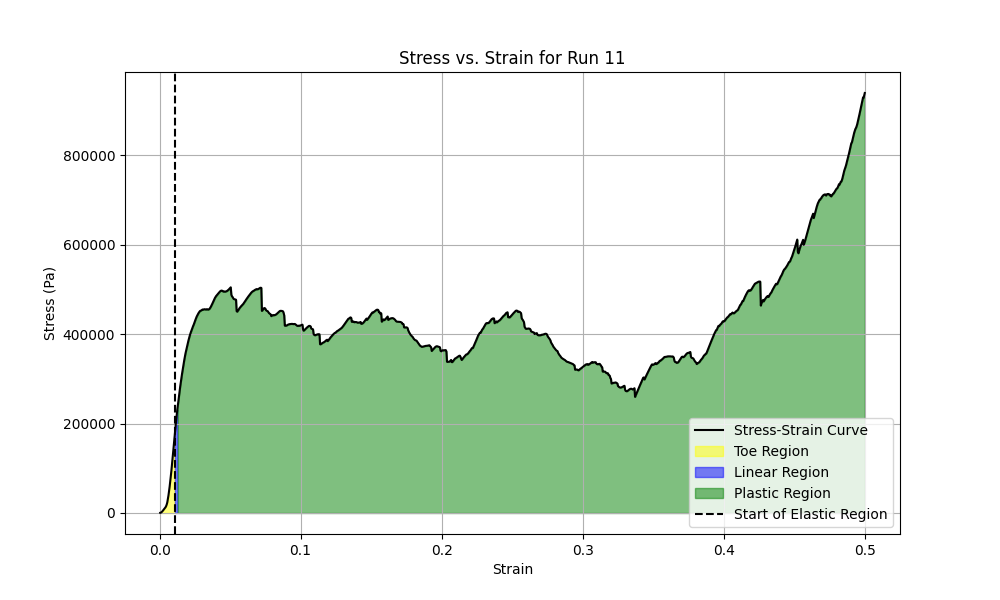 Stress vs. Strain for Run 11
Stress (Pa)
800000
600000
400000
200000
0
0.0
0.1
0.2
0.3
0.4
0.5
Strain
Stress-Strain Curve
Toe Region
Linear Region
Plastic Region
Start of Elastic Region